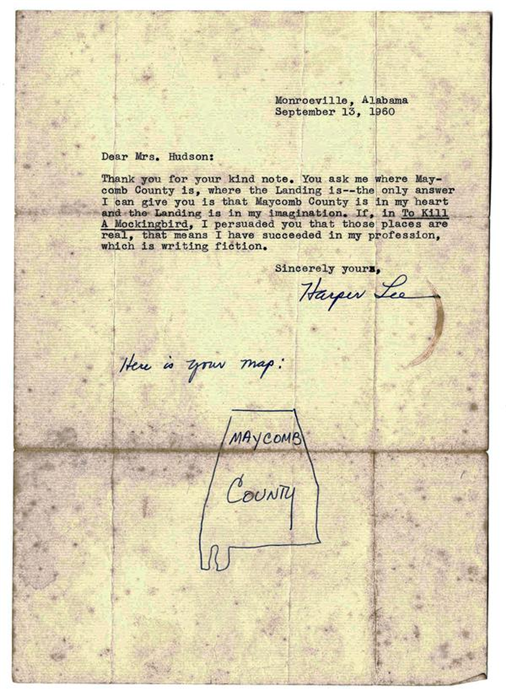 Monroeville, Alabama
September 13, 1960
Dear Mrs. Hudson:
Thank you for your kind note. You ask me where May-
comb County is, where the Landing is--the only answer
I can give you is that Maycomb County is in my heart
and the Landing is in my imagination. If, in To Kill
A Mockingbird, I persuaded you that those places are
real, that means I have succeeded in my profession,
which is writing fiction.
Sincerely yours,
Harper Lee
Here is your map:
MAYCOMB
COUNTY